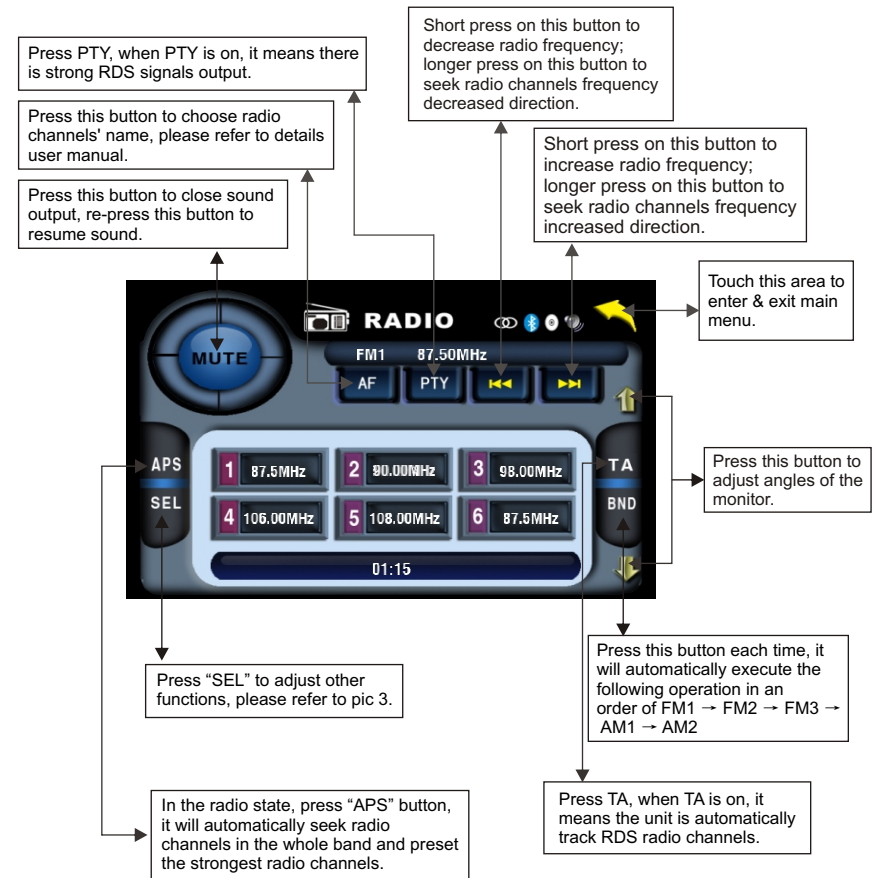 Short press on this button to
decrease radio frequency;
longer press on this button to
seek radio channels frequency
decreased direction.
Press PTY, when PTY is on, it means there
is strong RDS signals output.
Press this button to choose radio
channels' name, please refer to details
user manual.
Short press on this button to
increase radio frequency;
longer press on this button to
seek radio channels frequency
increased direction.
Press this button to close sound
output, re-press this button to
resume sound.
Touch this area to
enter & exit main
menu.
RADIO
MUTE
FM1 87.50MHz
AF PTY
APS
SEL
1 87.5MHz 2 90.00MHz 3 98.00MHz
4 106.00MHz 5 108.00MHz 6 87.5MHz
01:15
TA
BND
Press this button to
adjust angles of the
monitor.
Press this button each time, it
will automatically execute the
following operation in an
order of FM1 → FM2 → FM3 →
AM1 → AM2
Press “SEL” to adjust other
functions, please refer to pic 3.
Press TA, when TA is on, it
means the unit is automatically
track RDS radio channels.
In the radio state, press “APS” button,
it will automatically seek radio
channels in the whole band and preset
the strongest radio channels.